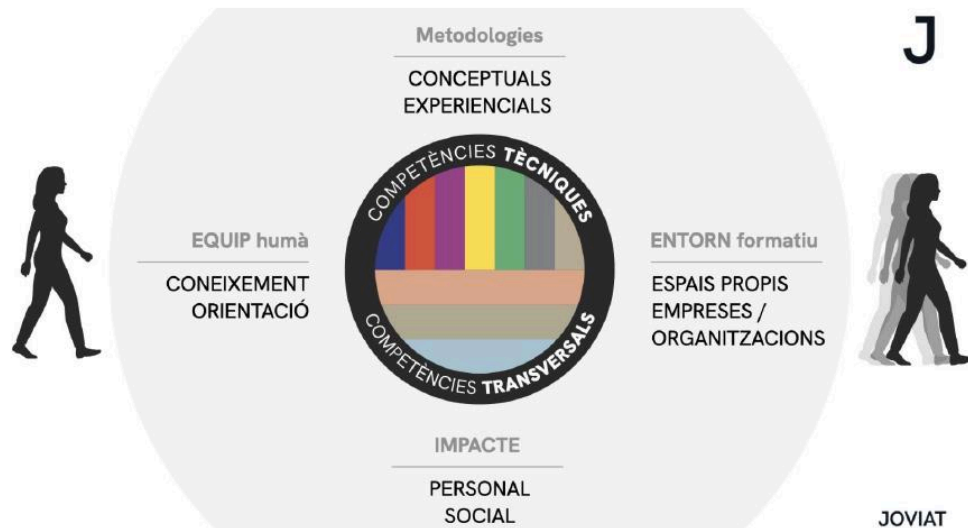 Metodologies
CONCEPTUALS
EXPERIENCIALS
J
COMPETÈNCIES TÈCNIQUES
EQUIP humà
CONEIXEMENT
ORIENTACIÓ
ENTORN formatiu
ESPAIS PROPIS
EMPRESES /
ORGANITZACIONS
COMPETÈNCIES TRANSVERSALS
IMPACTE
PERSONAL
SOCIAL
JOVIAT